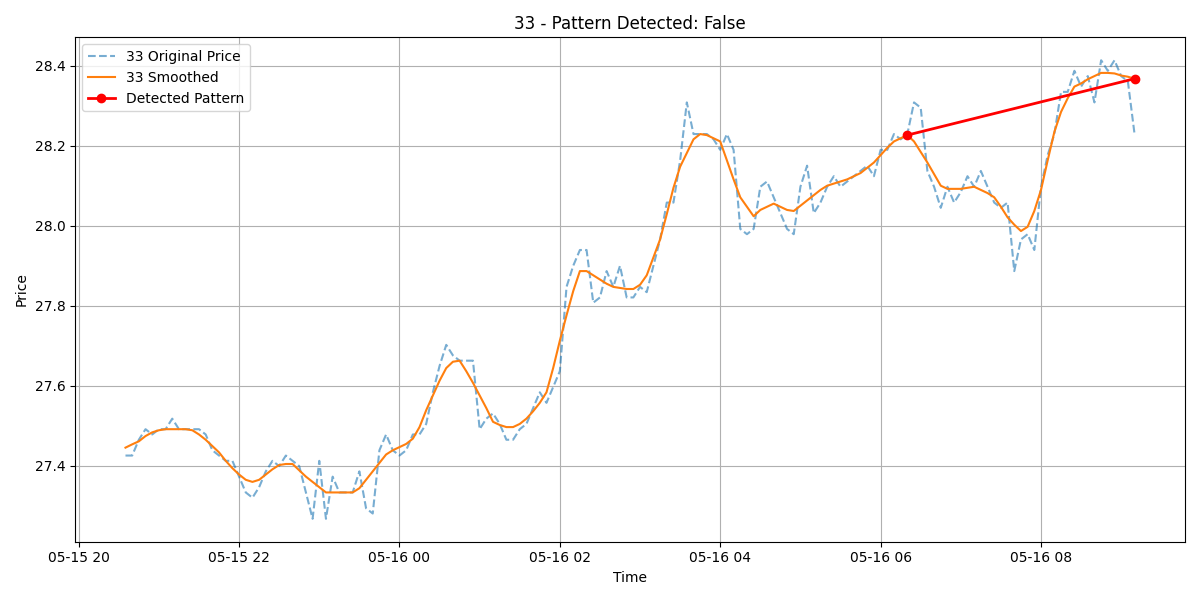 33 - Pattern Detected: False
33 Original Price
33 Smoothed
Detected Pattern
Price
28.4
28.2
28.0
27.8
27.6
27.4
05-15 20
05-15 22
05-16 00
05-16 02
05-16 04
05-16 06
05-16 08
Time